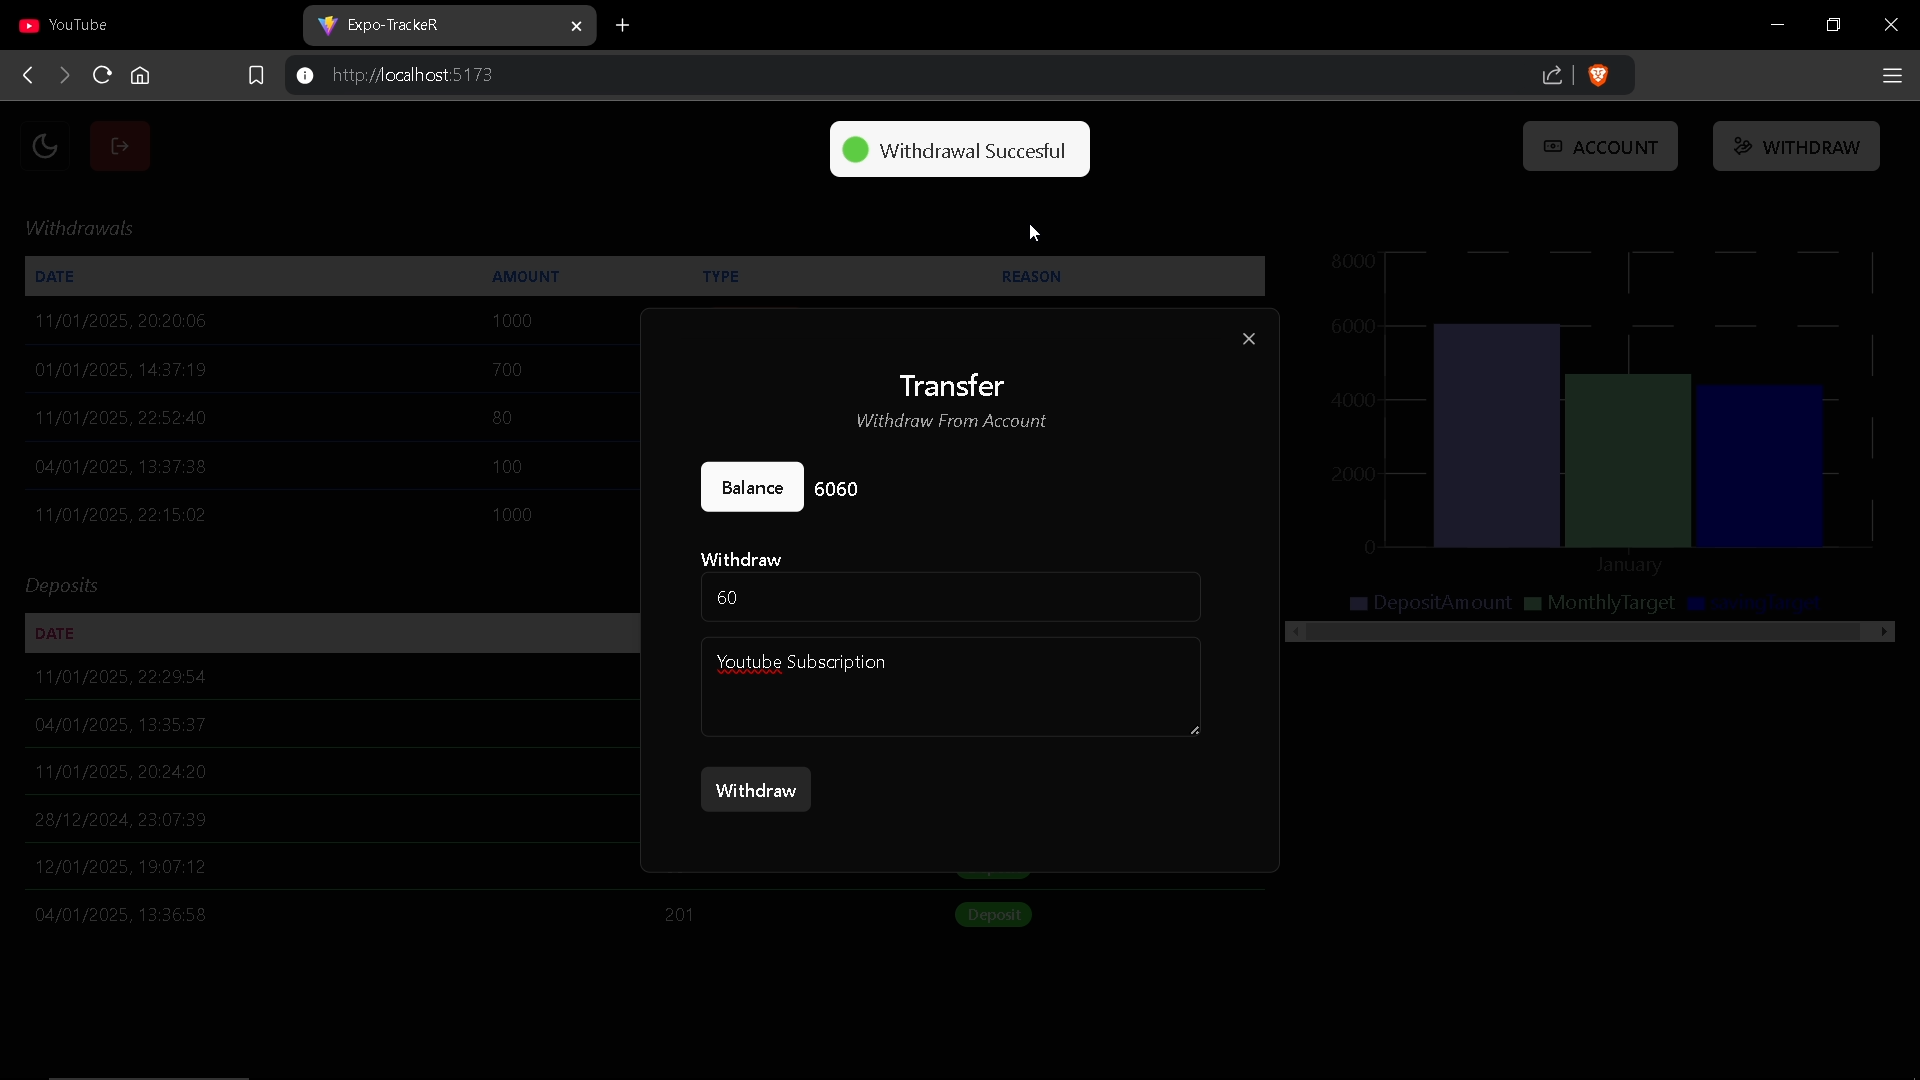 YouTube
Expo-TrackeR
http://localhost:5173
Withdrawal Succesful
ACCOUNT
WITHDRAW
Withdrawals
DATE AMOUNT TYPE REASON
11/01/2025, 20:20:06 1000
01/01/2025, 14:37:19 700
11/01/2025, 22:52:40 80
04/01/2025, 13:37:38 100
11/01/2025, 22:15:02 1000
Deposits
DATE
11/01/2025, 22:29:54
04/01/2025, 13:35:37
11/01/2025, 20:24:20
28/12/2024, 23:07:39
12/01/2025, 19:07:12
04/01/2025, 13:36:58 201 Deposit
Transfer
Withdraw From Account
Balance 6060
Withdraw
60
Youtube Subscription
Withdraw
8000
6000
4000
2000
0
January
DepositAmount MonthlyTarget